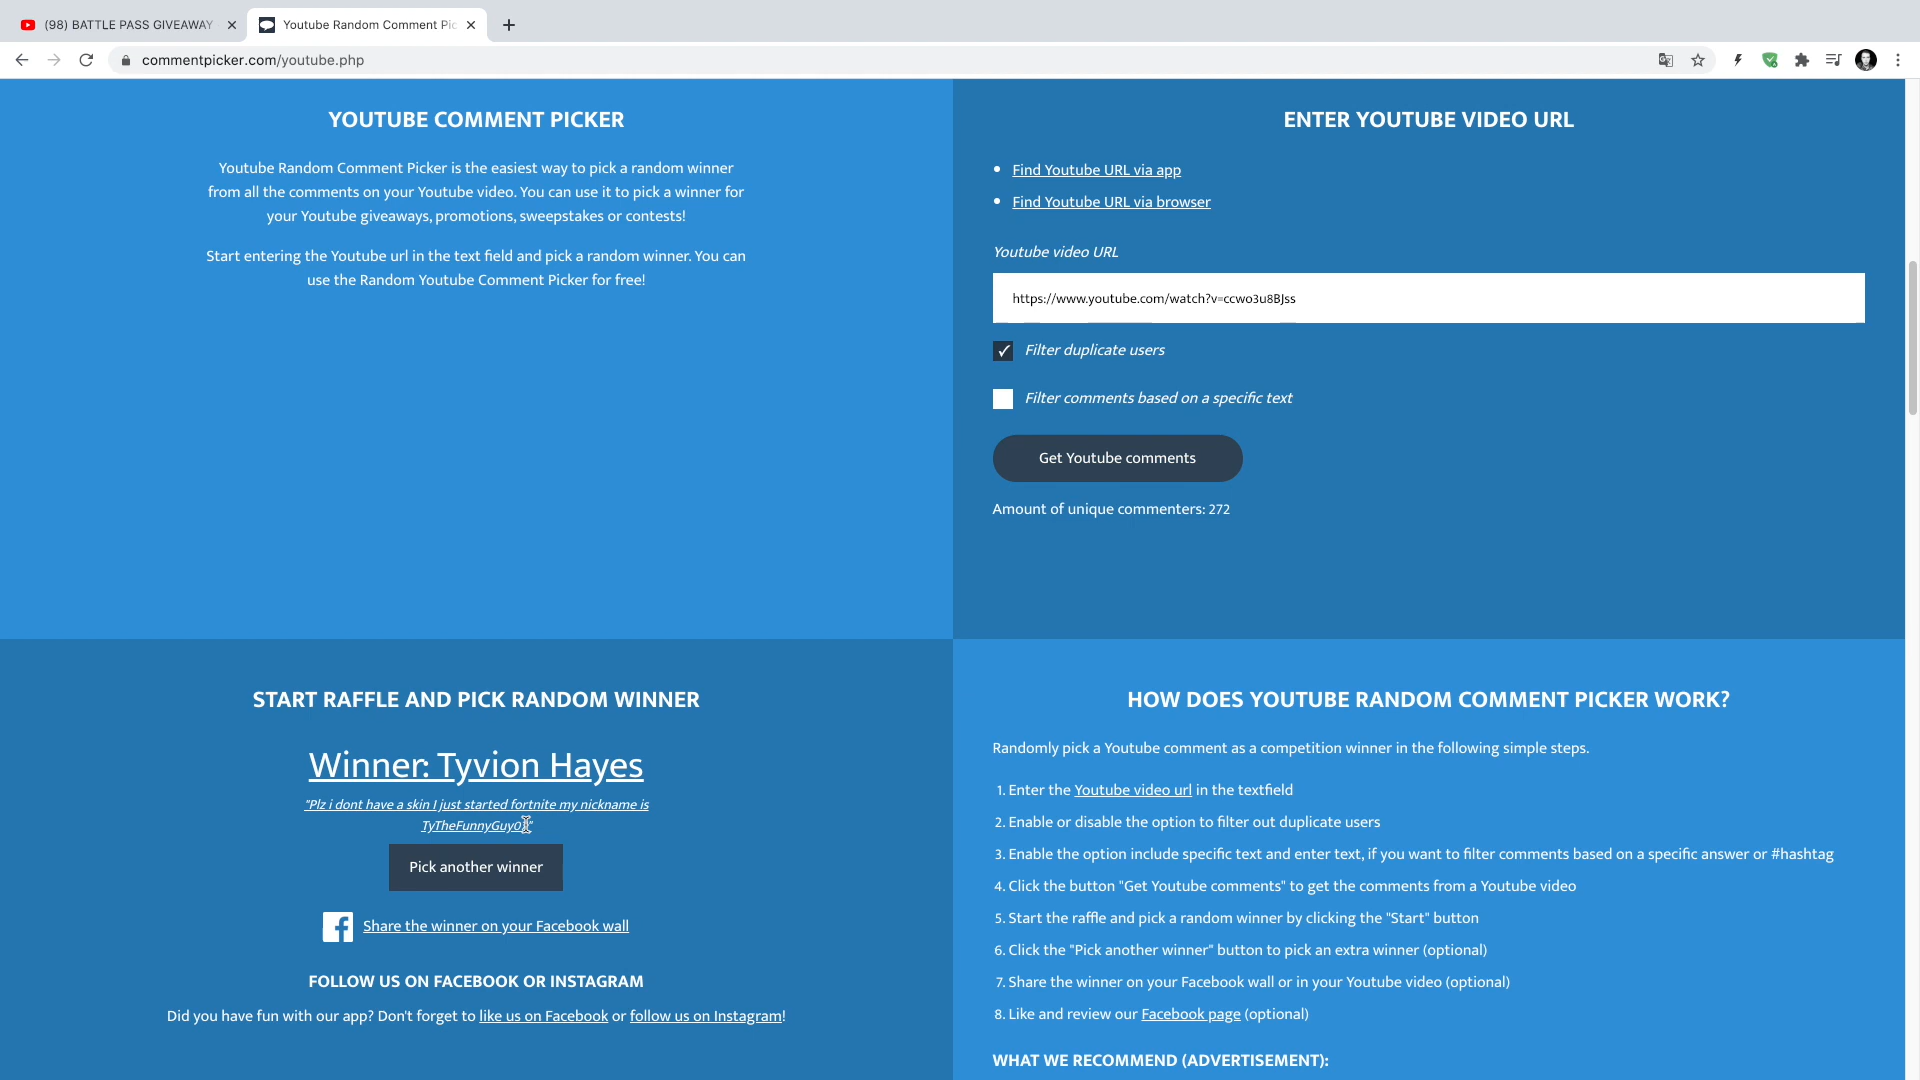 (98) BATTLE PASS GIVEAWAY
Youtube Random Comment Pic
commentpicker.com/youtube.php
YOUTUBE COMMENT PICKER
Youtube Random Comment Picker is the easiest way to pick a random winner
from all the comments on your Youtube video. You can use it to pick a winner for
your Youtube giveaways, promotions, sweepstakes or contests!
Start entering the Youtube url in the text field and pick a random winner. You can
use the Random Youtube Comment Picker for free!
ENTER YOUTUBE VIDEO URL
Find Youtube URL via app
Find Youtube URL via browser
Youtube video URL
https://www.youtube.com/watch?v=ccwo3u8BJss
Filter duplicate users
Filter comments based on a specific text
Get Youtube comments
Amount of unique commenters: 272
START RAFFLE AND PICK RANDOM WINNER
Winner: Tyvion Hayes
"Plz i dont have a skin I just started fortnite my nickname is
Pick another winner
Share the winner on your Facebook wall
FOLLOW US ON FACEBOOK OR INSTAGRAM
Did you have fun with our app? Don't forget to like us on Facebook or follow us on Instagram!
HOW DOES YOUTUBE RANDOM COMMENT PICKER WORK?
Randomly pick a Youtube comment as a competition winner in the following simple steps.
1. Enter the Youtube video url in the textfield
2. Enable or disable the option to filter out duplicate users
3. Enable the option include specific text and enter text, if you want to filter comments based on a specific answer or #hashtag
4. Click the button "Get Youtube comments" to get the comments from a Youtube video
5. Start the raffle and pick a random winner by clicking the "Start" button
6. Click the "Pick another winner" button to pick an extra winner (optional)
7. Share the winner on your Facebook wall or in your Youtube video (optional)
8. Like and review our Facebook page (optional)
WHAT WE RECOMMEND (ADVERTISEMENT):